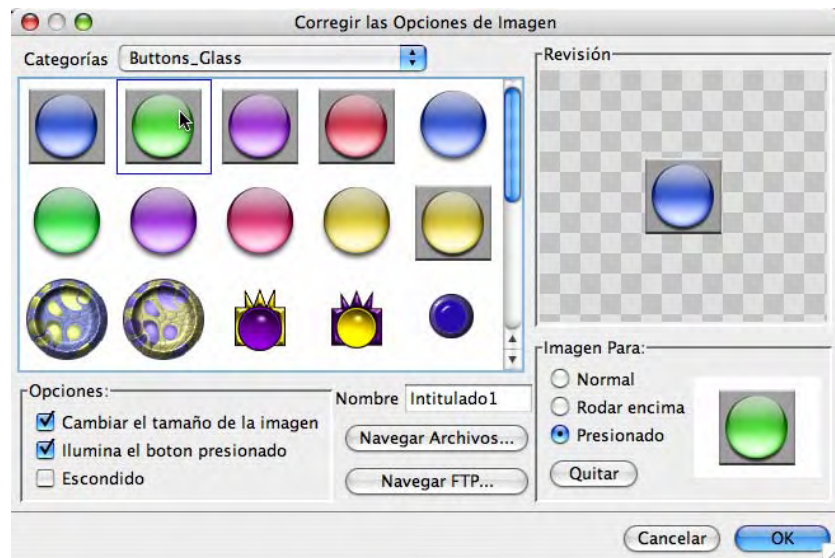 Corregir las Opciones de Imagen
Categorías
Buttons_Glass
Revisión
Opciones:
Cambiar el tamaño de la imagen
Ilumina el boton presionado
Escondido
Nombre
Intitulado1
Navegar Archivos...
Navegar FTP...
Imagen Para:
Normal
Rodar encima
Presionado
Quitar
Cancelar
OK